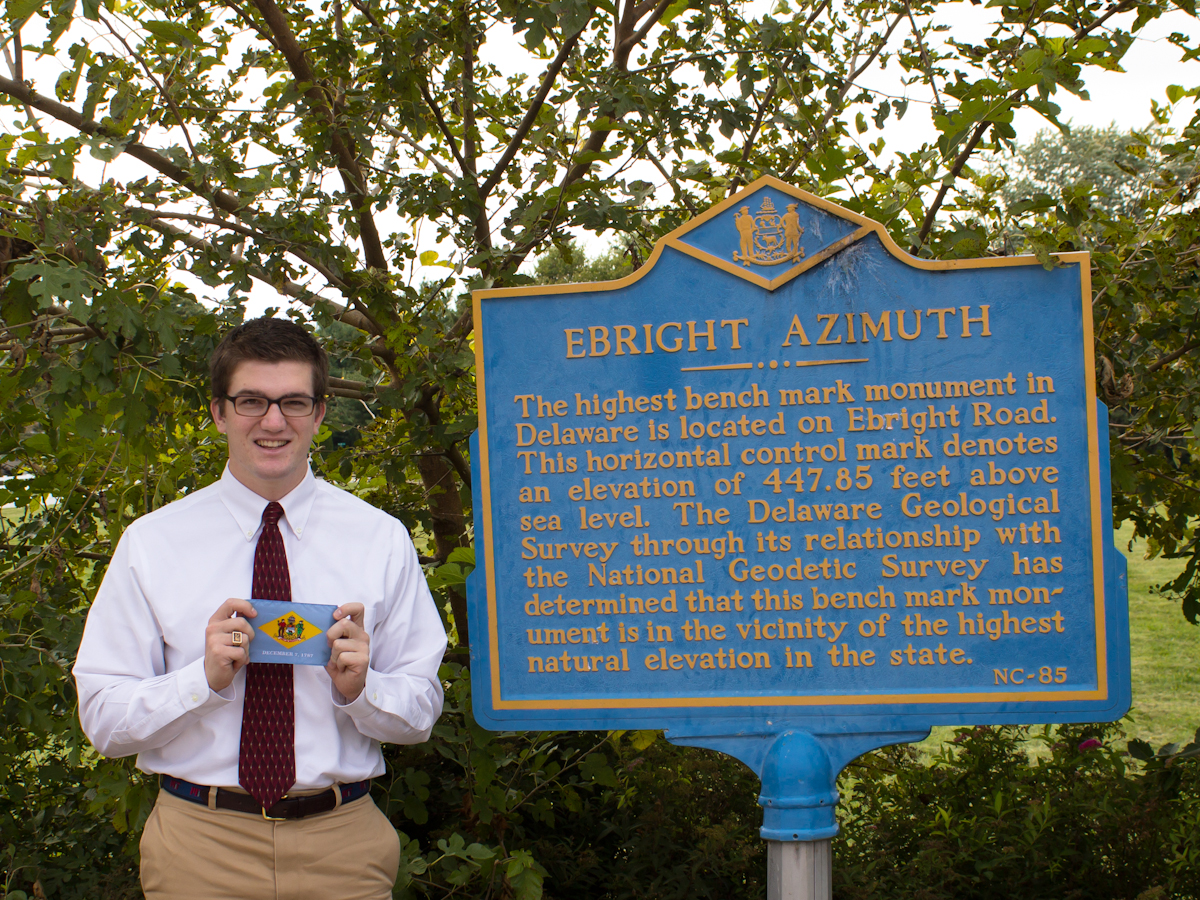 EBRIGHT AZIMUTH
The highest bench mark monument in
Delaware is located on Ebright Road.
This horizontal control mark denotes
an elevation of 447.85 feet above
sea level. The Delaware Geological
Survey through its relationship with
the National Geodetic Survey has
determined that this bench mark mon-
ument is in the vicinity of the highest
natural elevation in the state.
NC-85
DECEMBER 7, 1787